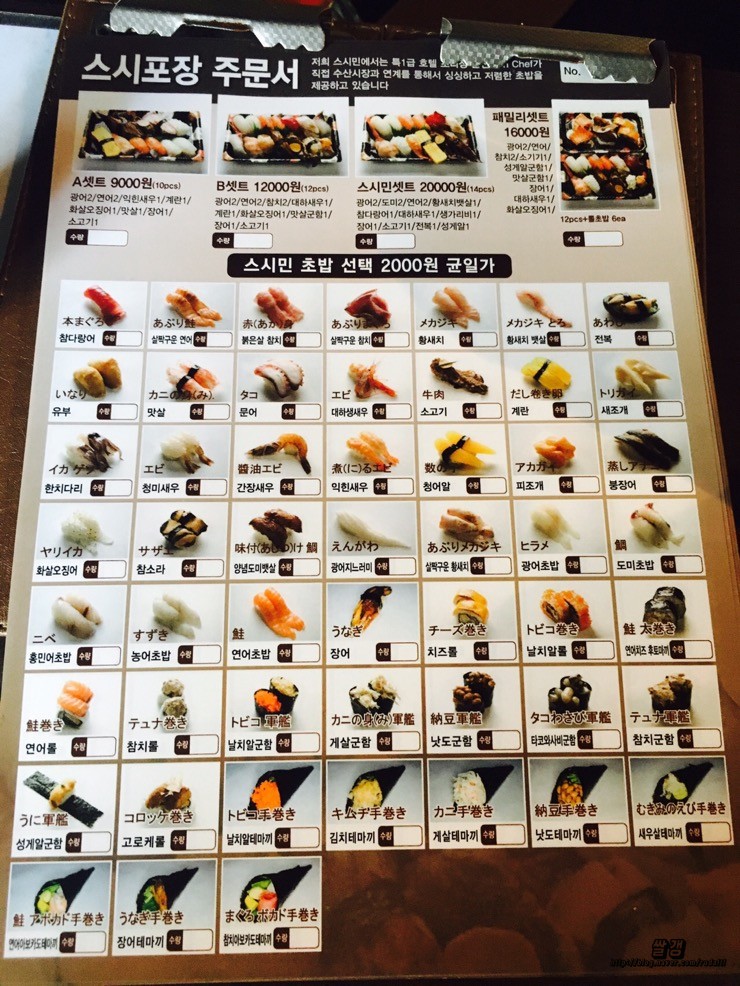 스시포장 주문서
저희 스시민에서는 특1급 호텔 Chef가
직접 수산시장과 연계를 통해서 싱싱하고 저렴한 초밥을
제공하고 있습니다
No.
A셋트 9000원(10pcs)
광어2/연어2/익힌새우1/계란1/
화살오징어1/맛살1/장어1/
소고기1
수량
B셋트 12000원(12pcs)
광어2/연어2/참치2/대하새우1/
계란1/화살오징어1/맛살군함1/
장어1/소고기1
수량
스시민셋트 20000원(14pcs)
광어2/도미2/연어2/황새치뱃살1/
참다랑어1/대하새우1/생가리비1/
장어1/소고기1/전복1/성게알1
수량
패밀리셋트
16000원
광어2/연어/
참치2/소기기1/
성게알군함1/
맛살군함1/
장어1/
대하새우1/
화살오징어1
12pcs+롤초밥 6ea
수량
스시민 초밥 선택 2000원 균일가
本まぐろ
참다랑어 수량
あぶり鮭
살짝구운 연어 수량
赤(あか)身
붉은살 참치 수량
あぶりまぐろ
살짝구운 참치 수량
メカジキ
황새치 수량
メカジキ とろ
황새치 뱃살 수량
あわび
전복 수량
いなり
유부 수량
カニの身(み)
맛살 수량
タコ
문어 수량
エビ
대하생새우 수량
牛肉
소고기 수량
だし巻き卵
계란 수량
トリガイ
새조개 수량
イカ ゲソ
한치다리 수량
エビ
청미새우 수량
醬油エビ
간장새우 수량
煮(に)るエビ
익힌새우 수량
数の子
청어알 수량
アカガイ
피조개 수량
蒸しアナゴ
붕장어 수량
ヤリイカ
화살오징어 수량
サザエ
참소라 수량
味付(あじつ)け 鯛
양념도미뱃살 수량
えんがわ
광어지느러미 수량
あぶりメカジキ
살짝구운 황새치 수량
ヒラメ
광어초밥 수량
鯛
도미초밥 수량
ニベ
홍민어초밥 수량
すずき
농어초밥 수량
鮭
연어초밥 수량
うなぎ
장어 수량
チーズ巻き
치즈롤 수량
トビコ巻き
날치알롤 수량
鮭 太巻き
연어치즈 후토마끼 수량
鮭巻き
연어롤 수량
テュナ巻き
참치롤 수량
トビコ 軍艦
날치알군함 수량
カニの身(み)軍艦
게살군함 수량
納豆軍艦
낫도군함 수량
タコわさび軍艦
타코와사비군함 수량
テュナ軍艦
참치군함 수량
うに軍艦
성게알군함 수량
コロッケ巻き
고로케롤 수량
トビコ手巻き
날치알테마끼 수량
キムチ手巻き
김치테마끼 수량
カニ手巻き
게살테마끼 수량
納豆手巻き
낫또테마끼 수량
むきみのえび手巻き
새우살테마끼 수량
鮭 アボカド手巻き
연어아보카도테마끼 수량
うなぎ手巻き
장어테마끼 수량
まぐろ ボカド手巻き
참치아보카도테마끼 수량
쌀갬